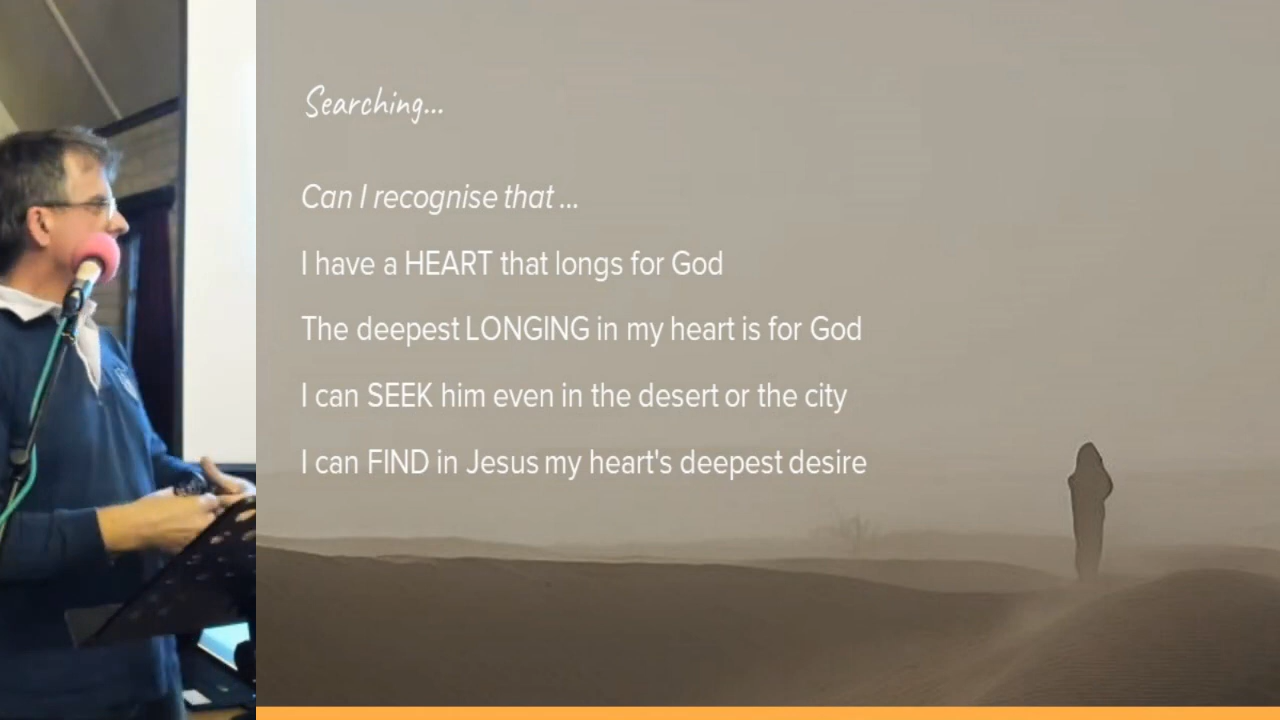 Searching...
Can I recognise that ...
I have a HEART that longs for God
The deepest LONGING in my heart is for God
I can SEEK him even in the desert or the city
I can FIND in Jesus my heart's deepest desire